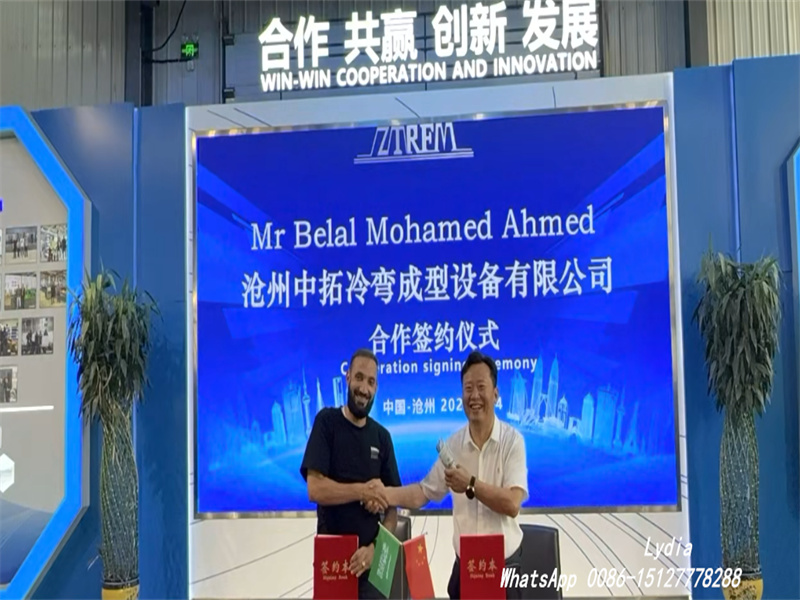 合作 共赢 创新 发展
WIN-WIN COOPERATION AND INNOVATION
ZTRFM
Mr Belal Mohamed Ahmed
沧州中拓冷弯成型设备有限公司
合作签约仪式
signing
中国-沧州
签约本
签约本
Lydia
WhatsApp 0086-15127778288